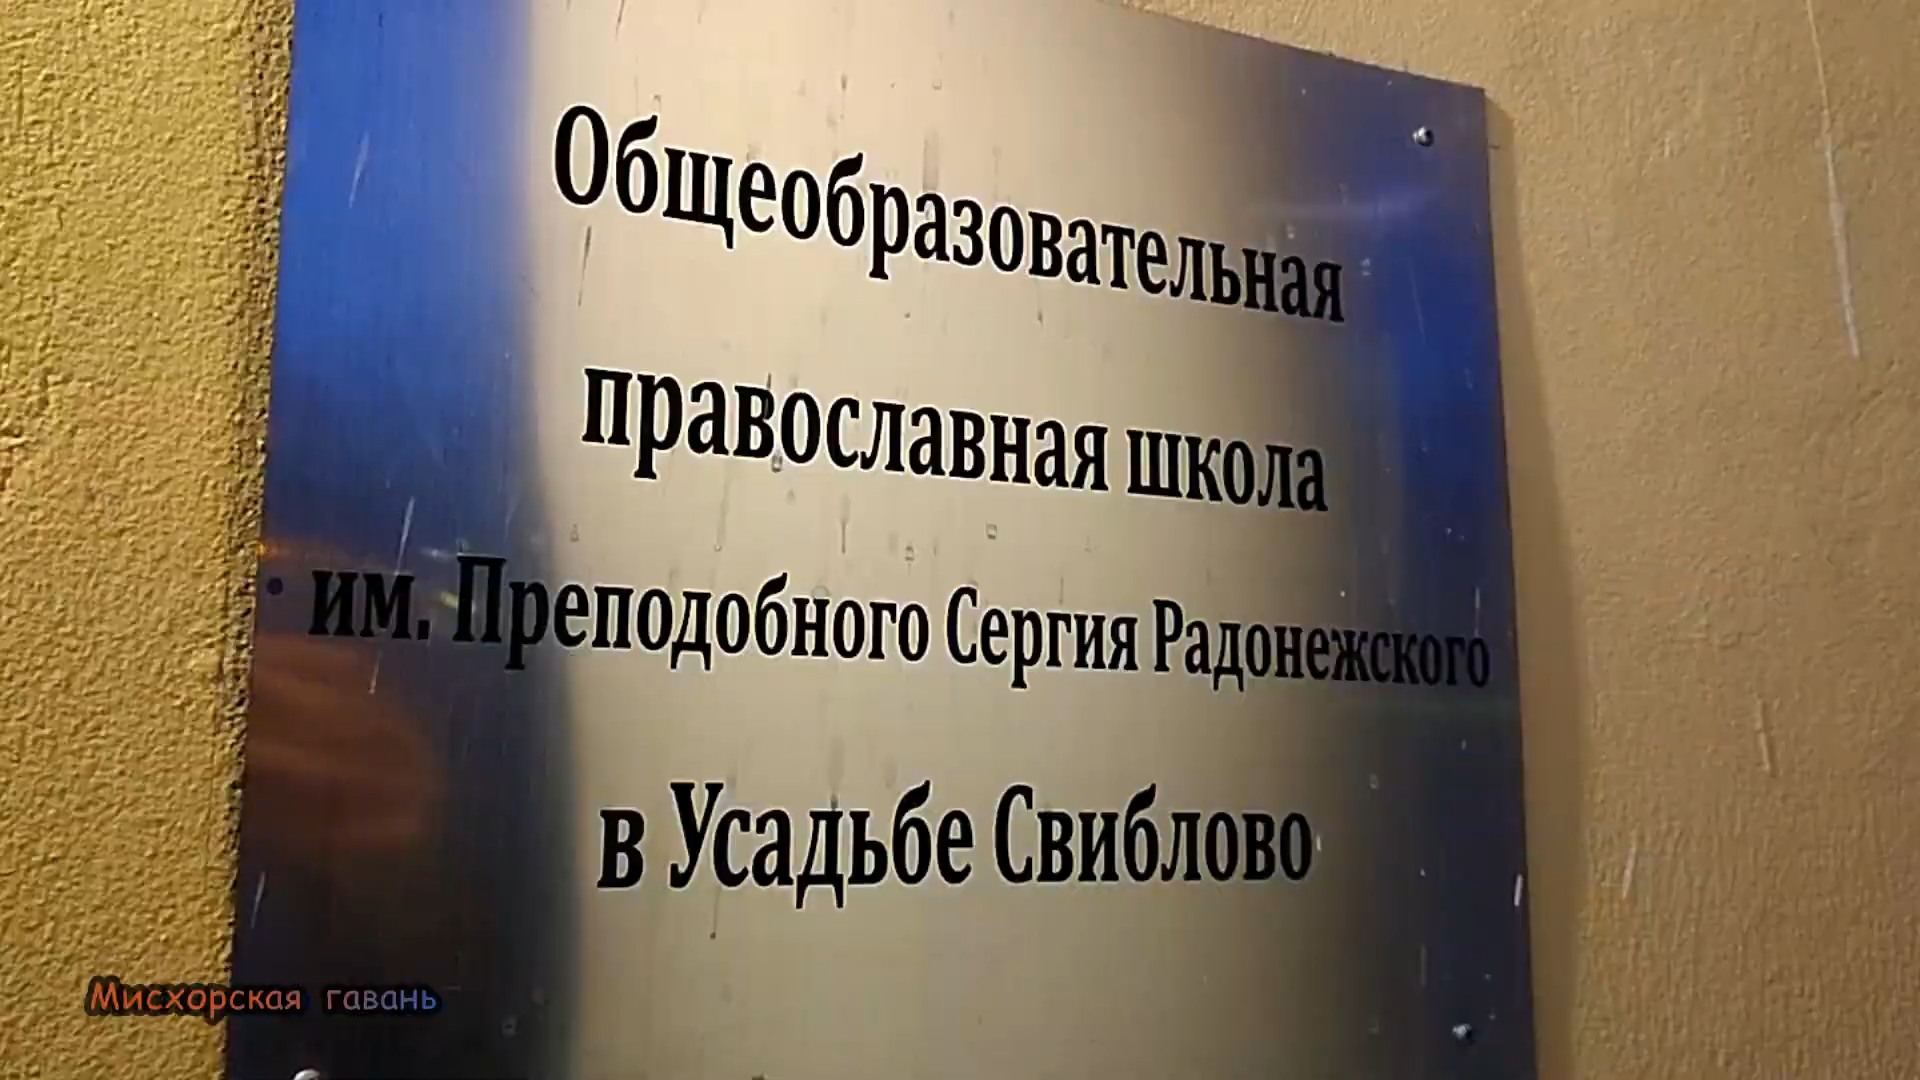 Общеобразовательная
православная школа
им. Преподобного Сергия Радонежского
в Усадьбе Свиблово
Мисхорская гавань